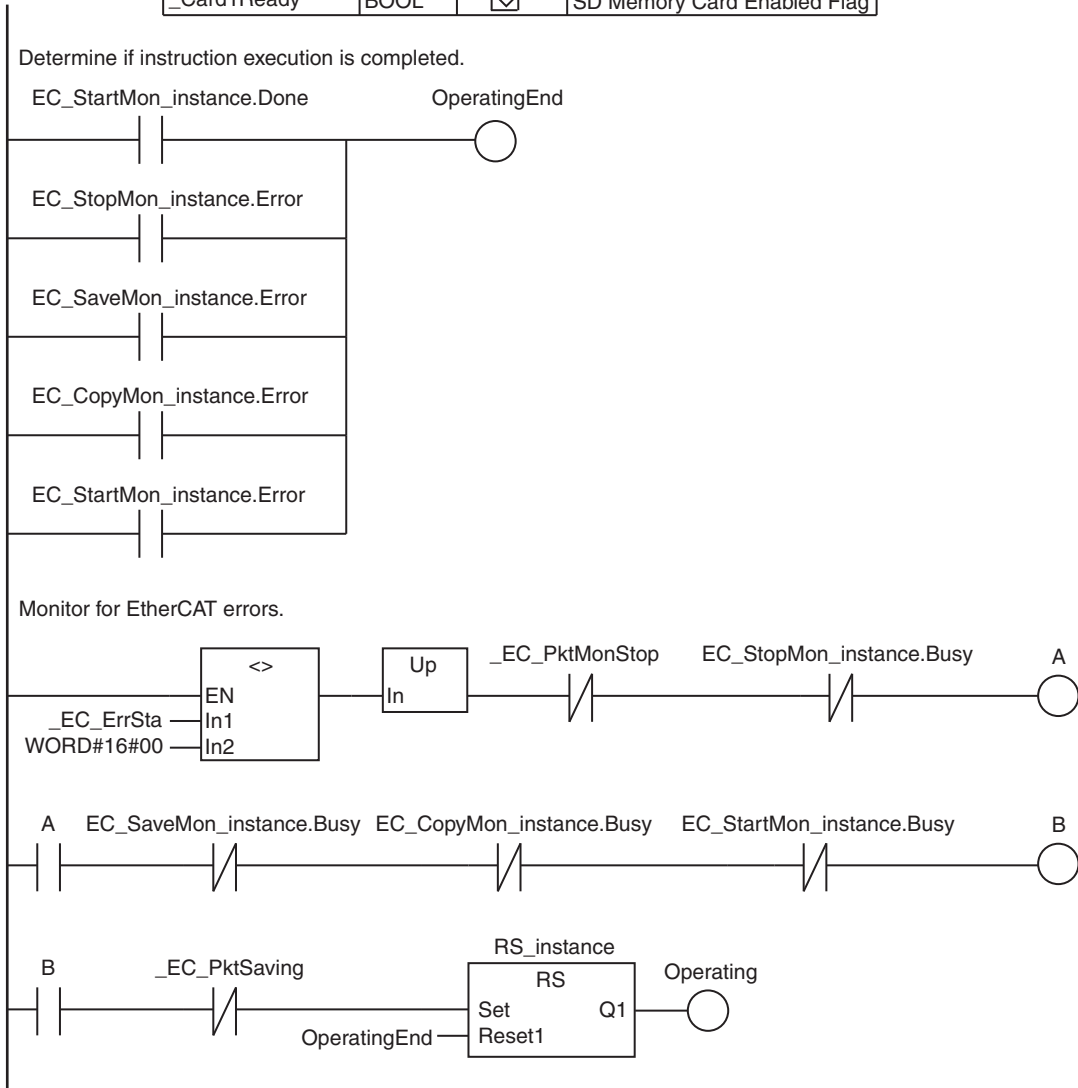 _Card1Ready BOOL SD Memory Card Enabled Flag
Determine if instruction execution is completed.
EC_StartMon_instance.Done OperatingEnd
EC_StopMon_instance.Error
EC_SaveMon_instance.Error
EC_CopyMon_instance.Error
EC_StartMon_instance.Error
Monitor for EtherCAT errors.
<> Up _EC_PktMonStop EC_StopMon_instance.Busy A
EN In
_EC_ErrSta In1
WORD#16#00 In2
A EC_SaveMon_instance.Busy EC_CopyMon_instance.Busy EC_StartMon_instance.Busy B
RS_instance
B _EC_PktSaving RS Operating
Set Q1
OperatingEnd Reset1